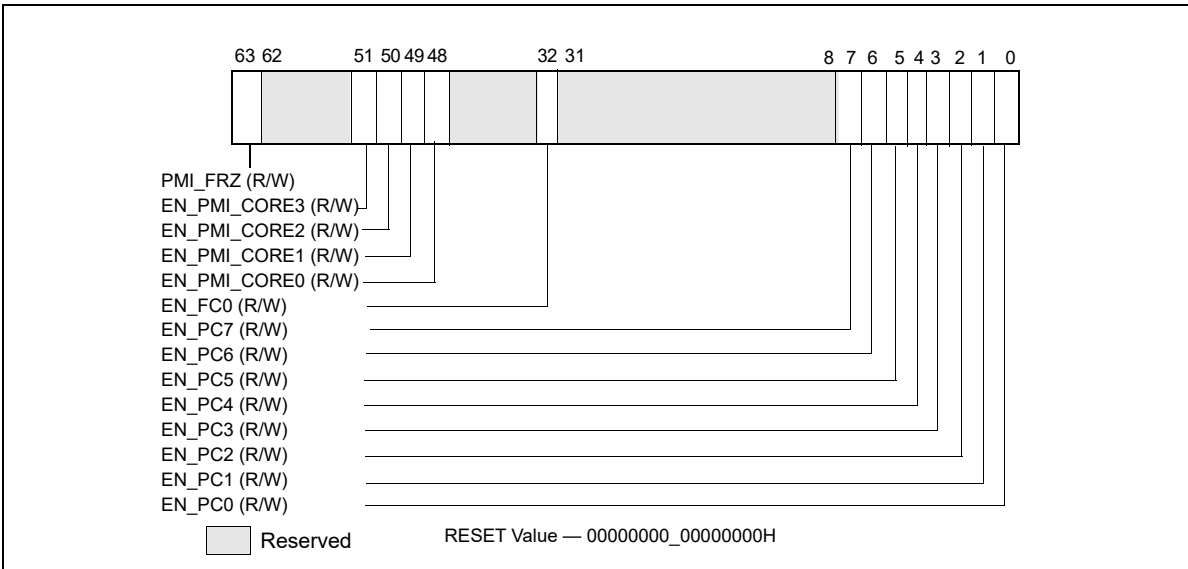 63 62 51 50 49 48 32 31 8 7 6 5 4 3 2 1 0
PMI_FRZ (R/W)
EN_PMI_CORE3 (R/W)
EN_PMI_CORE2 (R/W)
EN_PMI_CORE1 (R/W)
EN_PMI_CORE0 (R/W)
EN_FC0 (R/W)
EN_PC7 (R/W)
EN_PC6 (R/W)
EN_PC5 (R/W)
EN_PC4 (R/W)
EN_PC3 (R/W)
EN_PC2 (R/W)
EN_PC1 (R/W)
EN_PC0 (R/W)
Reserved RESET Value — 00000000_00000000H